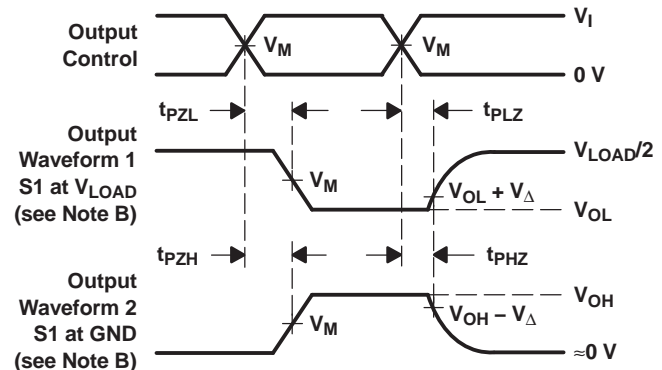 Output
Control
V_M
V_M
V_I
0 V
t_PZL
t_PLZ
Output
Waveform 1
S1 at V_LOAD
(see Note B)
V_M
V_LOAD/2
V_OL + V_Δ
V_OL
t_PZH
t_PHZ
Output
Waveform 2
S1 at GND
(see Note B)
V_M
V_OH
V_OH − V_Δ
≈0 V